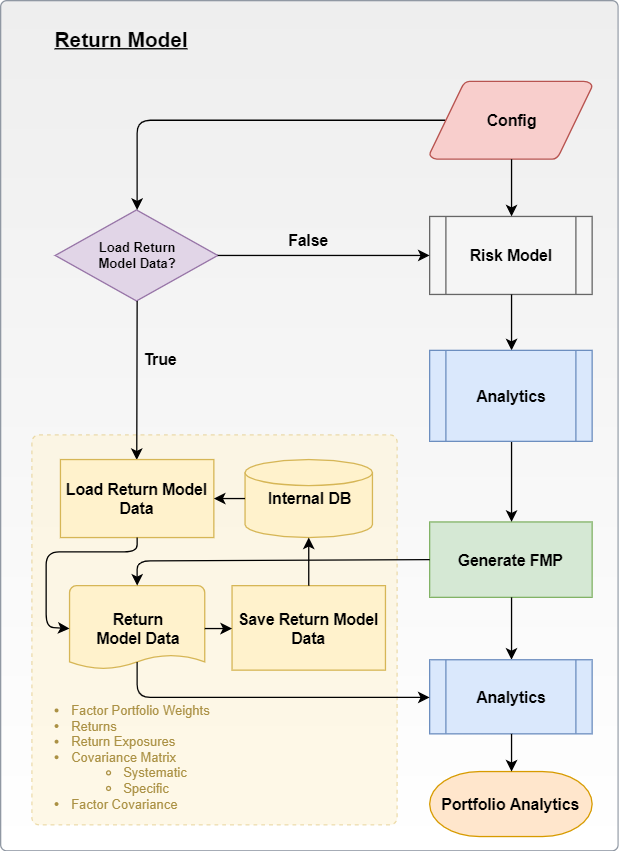 Return Model
Config
Load Return
Model Data?
False
Risk Model
True
Analytics
Load Return Model
Data
Internal DB
Generate FMP
Return
Model Data
Save Return Model
Data
Analytics
Factor Portfolio Weights
Returns
Return Exposures
Covariance Matrix
Systematic
Specific
Factor Covariance
Portfolio Analytics